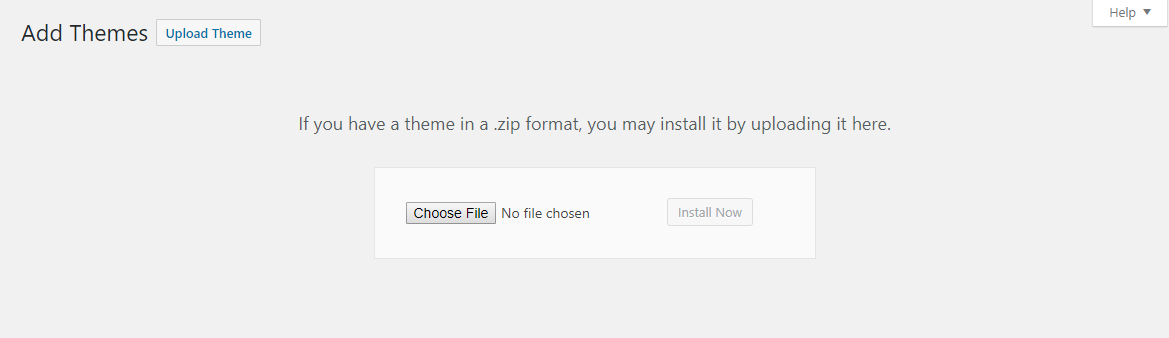 Help
Add Themes Upload Theme
If you have a theme in a .zip format, you may install it by uploading it here.
Choose File No file chosen Install Now